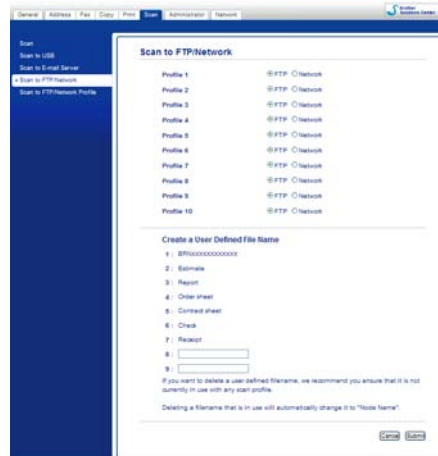 General Address Fax Copy Print Scan Administrator Network
Brother Solutions Center
Scan
Scan to USB
Scan to E-mail Server
Scan to FTP/Network
Scan to FTP/Network Profile
Scan to FTP/Network
Profile 1 FTP Network
Profile 2 FTP Network
Profile 3 FTP Network
Profile 4 FTP Network
Profile 5 FTP Network
Profile 6 FTP Network
Profile 7 FTP Network
Profile 8 FTP Network
Profile 9 FTP Network
Profile 10 FTP Network
Create a User Defined File Name
1 : BRNXXXXXXXXXXXX
2 : Estimate
3 : Report
4 : Order sheet
5 : Contract sheet
6 : Check
7 : Receipt
8 :
9 :
If you want to delete a user defined filename, we recommend you ensure that it is not
currently in use with any scan profile.
Deleting a filename that is in use will automatically change it to "Node Name".
Cancel Submit